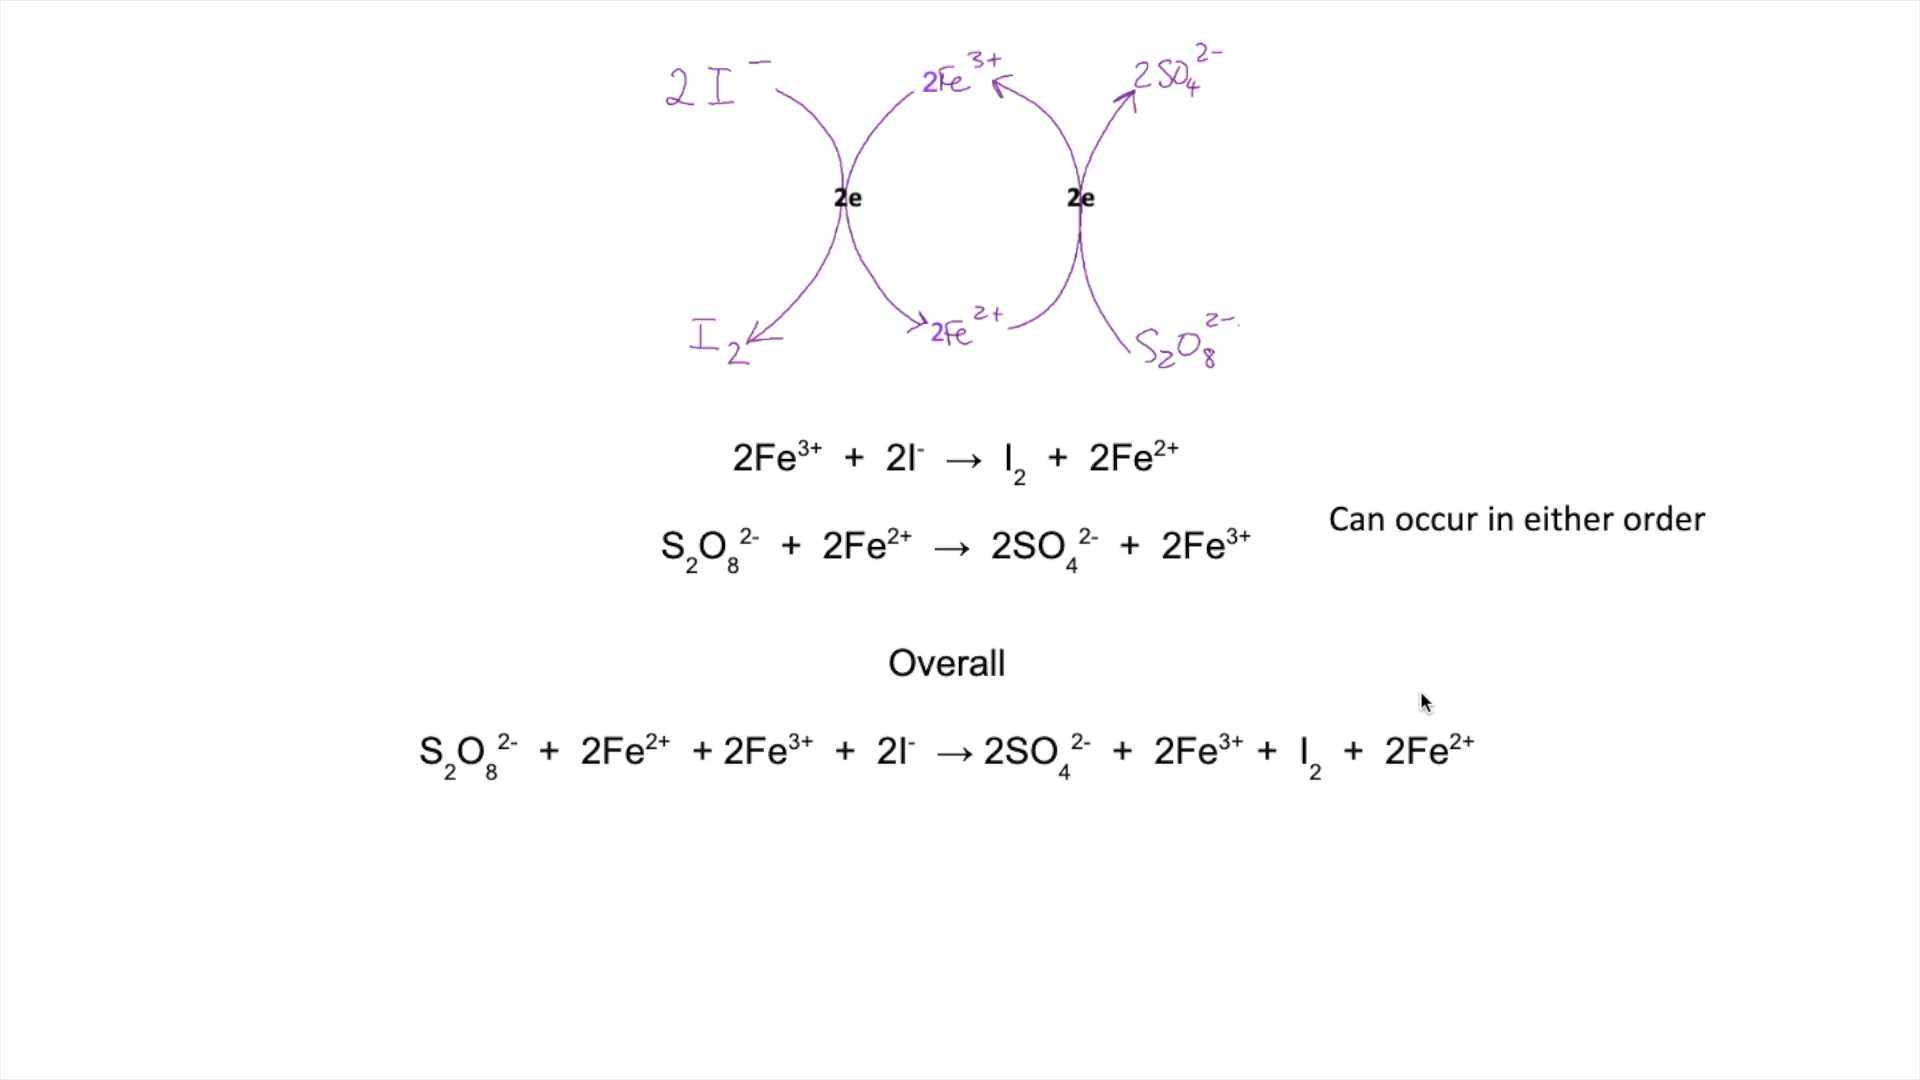 2I⁻ 2Fe³⁺ 2SO₄²⁻
2e 2e
I₂ 2Fe²⁺ S₂O₈²⁻
2Fe³⁺ + 2I⁻ → I₂ + 2Fe²⁺
Can occur in either order
S₂O₈²⁻ + 2Fe²⁺ → 2SO₄²⁻ + 2Fe³⁺
Overall
S₂O₈²⁻ + 2Fe²⁺ + 2Fe³⁺ + 2I⁻ → 2SO₄²⁻ + 2Fe³⁺ + I₂ + 2Fe²⁺